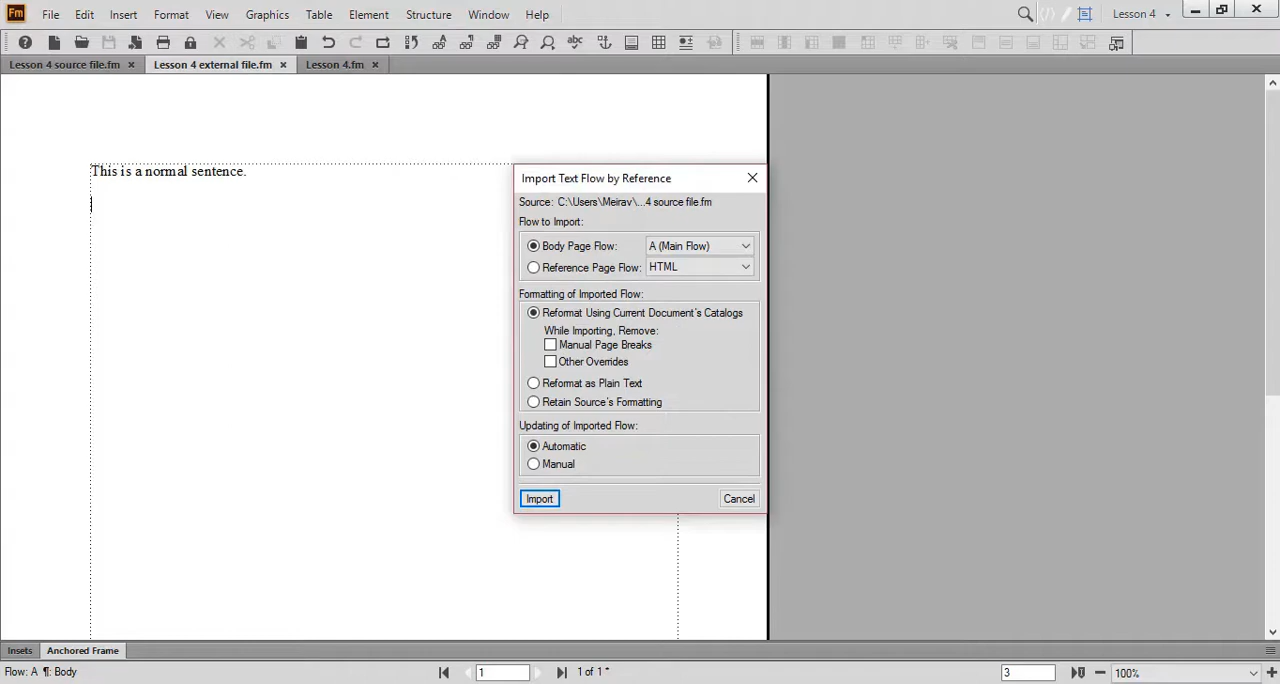 Fm File Edit Insert Format View Graphics Table Element Structure Window Help Lesson 4
Lesson 4 source file.fm Lesson 4 external file.fm Lesson 4.fm
This is a normal sentence.
Import Text Flow by Reference
Source: C:\Users\Meirav\...4 source file.fm
Flow to Import:
Body Page Flow: A (Main Flow)
Reference Page Flow: HTML
Formatting of Imported Flow:
Reformat Using Current Document's Catalogs
While Importing, Remove:
Manual Page Breaks
Other Overrides
Reformat as Plain Text
Retain Source's Formatting
Updating of Imported Flow:
Automatic
Manual
Import Cancel
Insets Anchored Frame
Flow: A ¶: Body 1 1 of 1 * 3 100%